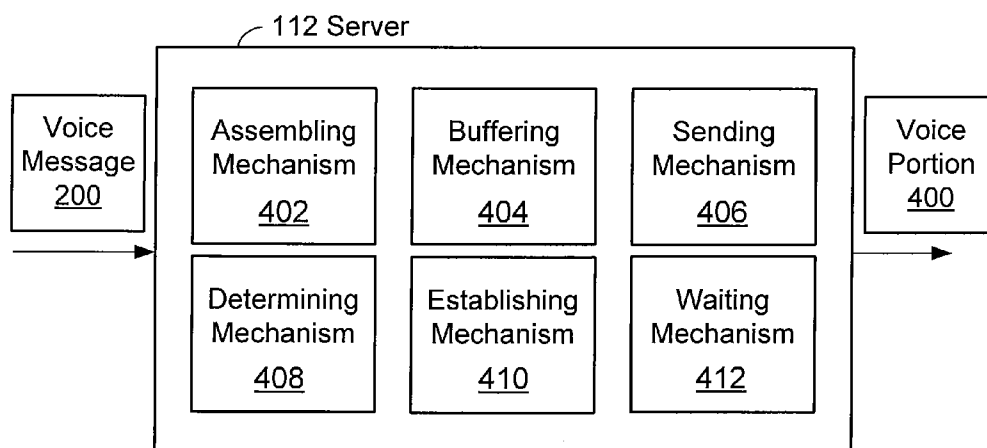 112 Server
Voice
Message
200
Assembling
Mechanism
402
Buffering
Mechanism
404
Sending
Mechanism
406
Voice
Portion
400
Determining
Mechanism
408
Establishing
Mechanism
410
Waiting
Mechanism
412